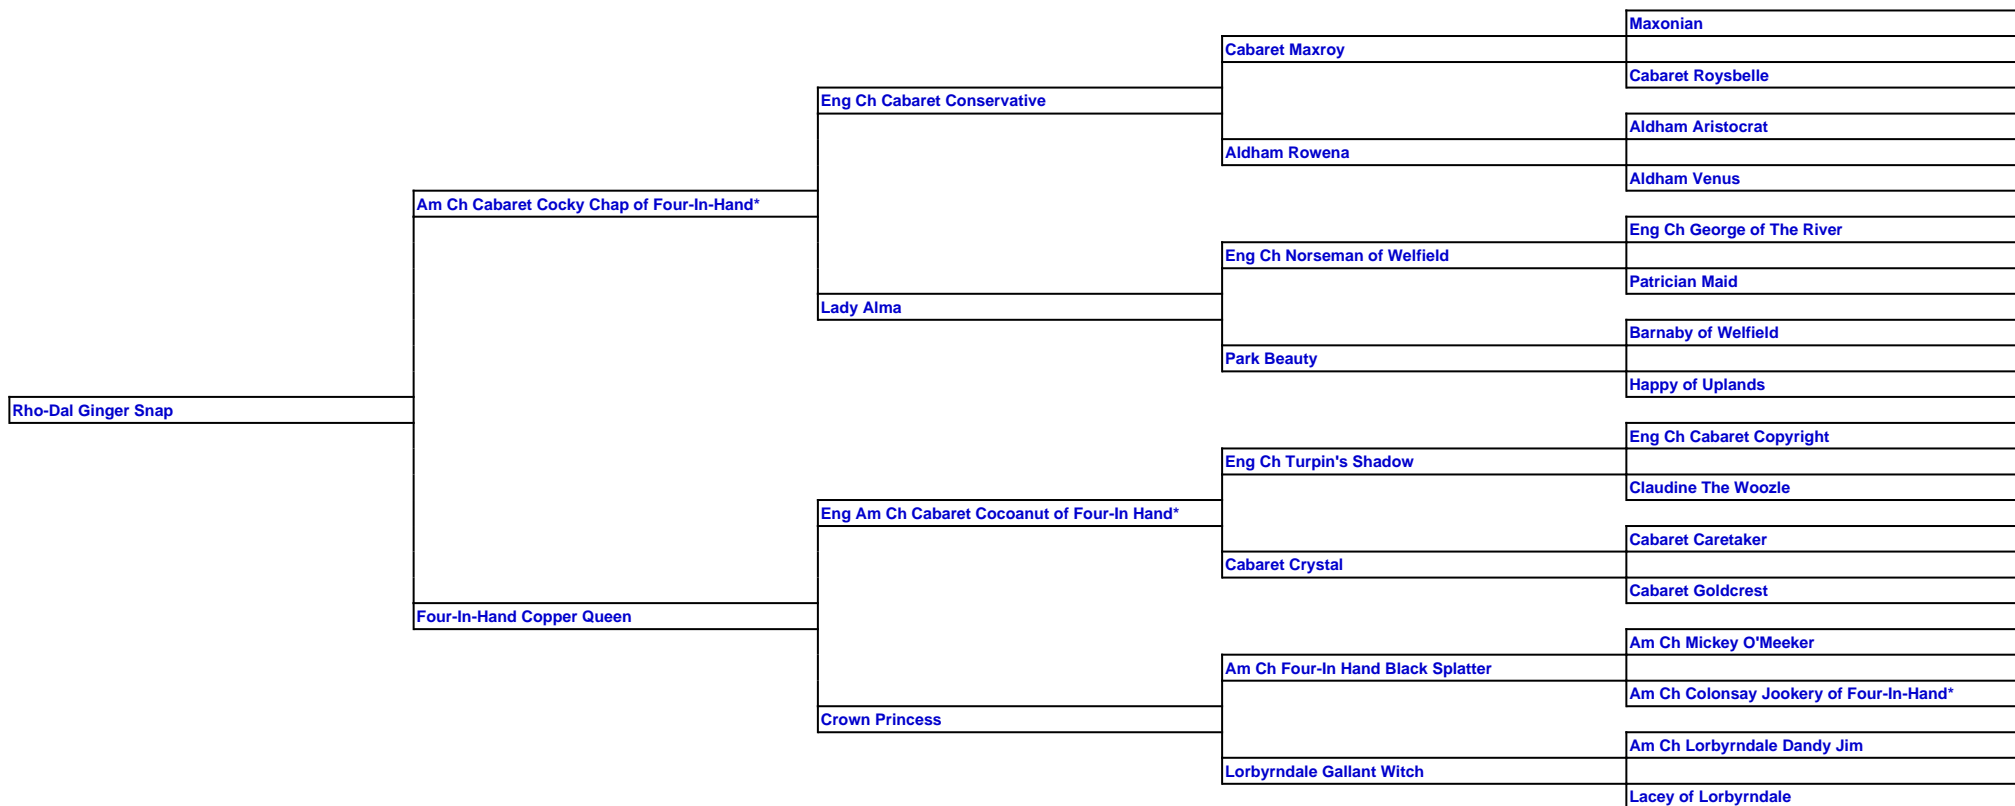 Maxonian
Cabaret Maxroy
Cabaret Roysbelle
Eng Ch Cabaret Conservative
Aldham Aristocrat
Aldham Rowena
Aldham Venus
Am Ch Cabaret Cocky Chap of Four-In-Hand*
Eng Ch George of The River
Eng Ch Norseman of Welfield
Patrician Maid
Lady Alma
Barnaby of Welfield
Park Beauty
Happy of Uplands
Rho-Dal Ginger Snap
Eng Ch Cabaret Copyright
Eng Ch Turpin's Shadow
Claudine The Woozle
Eng Am Ch Cabaret Cocoanut of Four-In Hand*
Cabaret Caretaker
Cabaret Crystal
Cabaret Goldcrest
Four-In-Hand Copper Queen
Am Ch Mickey O'Meeker
Am Ch Four-In Hand Black Splatter
Am Ch Colonsay Jookery of Four-In-Hand*
Crown Princess
Am Ch Lorbyrndale Dandy Jim
Lorbyrndale Gallant Witch
Lacey of Lorbyrndale